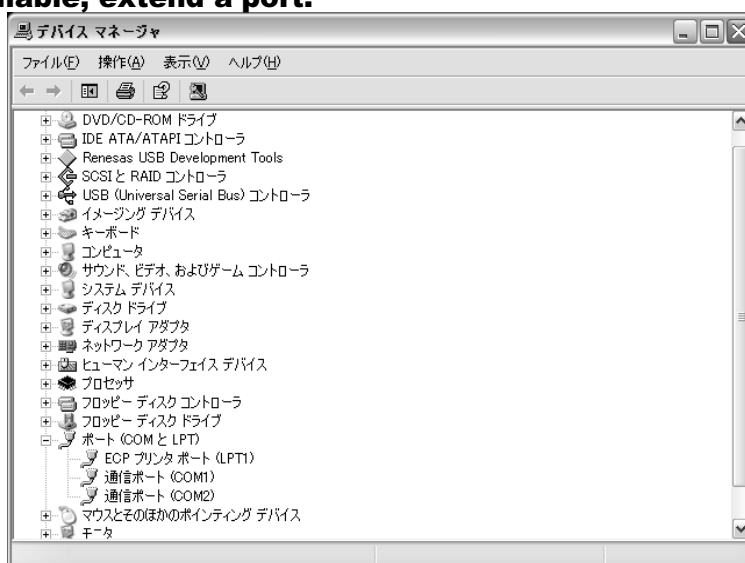 extend a port.
デバイス マネージャ
ファイル(F) 操作(A) 表示(V) ヘルプ(H)
DVD/CD-ROM ドライブ
IDE ATA/ATAPI コントローラ
Renesas USB Development Tools
SCSI と RAID コントローラ
USB (Universal Serial Bus) コントローラ
イメージング デバイス
キーボード
コンピュータ
サウンド、ビデオ、およびゲーム コントローラ
システム デバイス
ディスク ドライブ
ディスプレイ アダプタ
ネットワーク アダプタ
ヒューマン インターフェイス デバイス
プロセッサ
フロッピー ディスク コントローラ
フロッピー ディスク ドライブ
ポート (COM と LPT)
ECP プリンタ ポート (LPT1)
通信ポート (COM1)
通信ポート (COM2)
マウスとそのほかのポインティング デバイス
モニタ